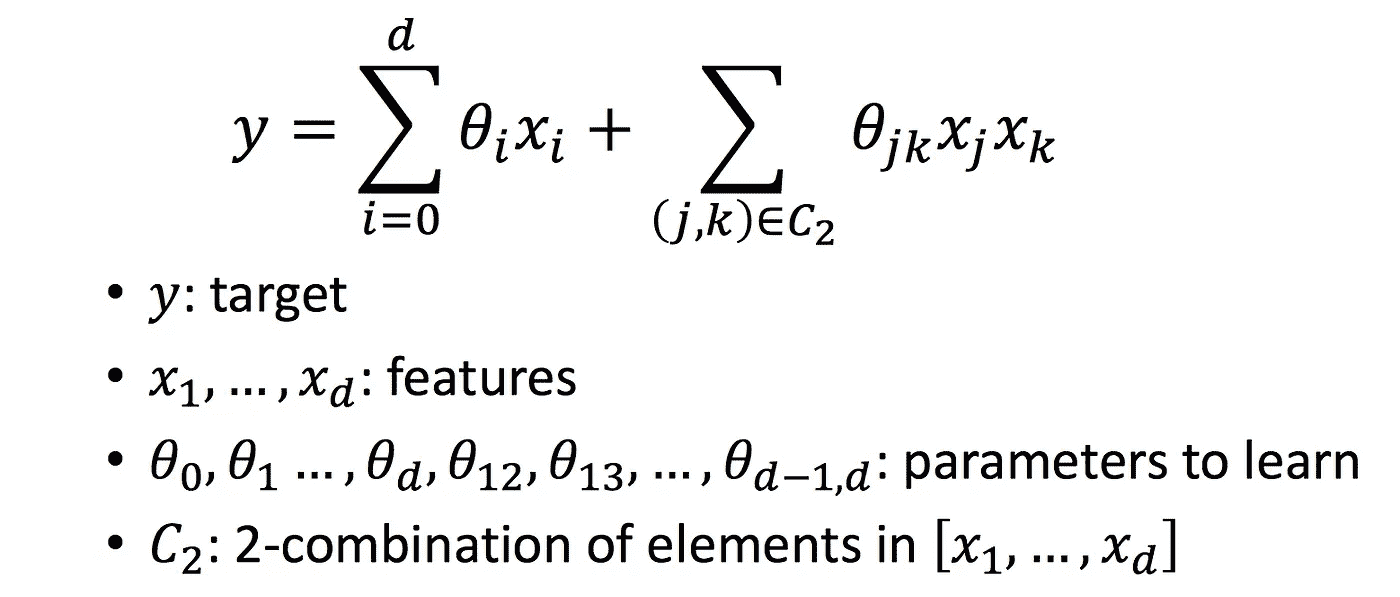 $y = \sum_{i=0}^{d} \theta_i x_i + \sum_{(j,k) \in C_2} \theta_{jk} x_j x_k$
• $y$: target
• $x_1, \ldots, x_d$: features
• $\theta_0, \theta_1 \ldots, \theta_d, \theta_{12}, \theta_{13}, \ldots, \theta_{d-1,d}$: parameters to learn
• $C_2$: 2-combination of elements in $[x_1, \ldots, x_d]$